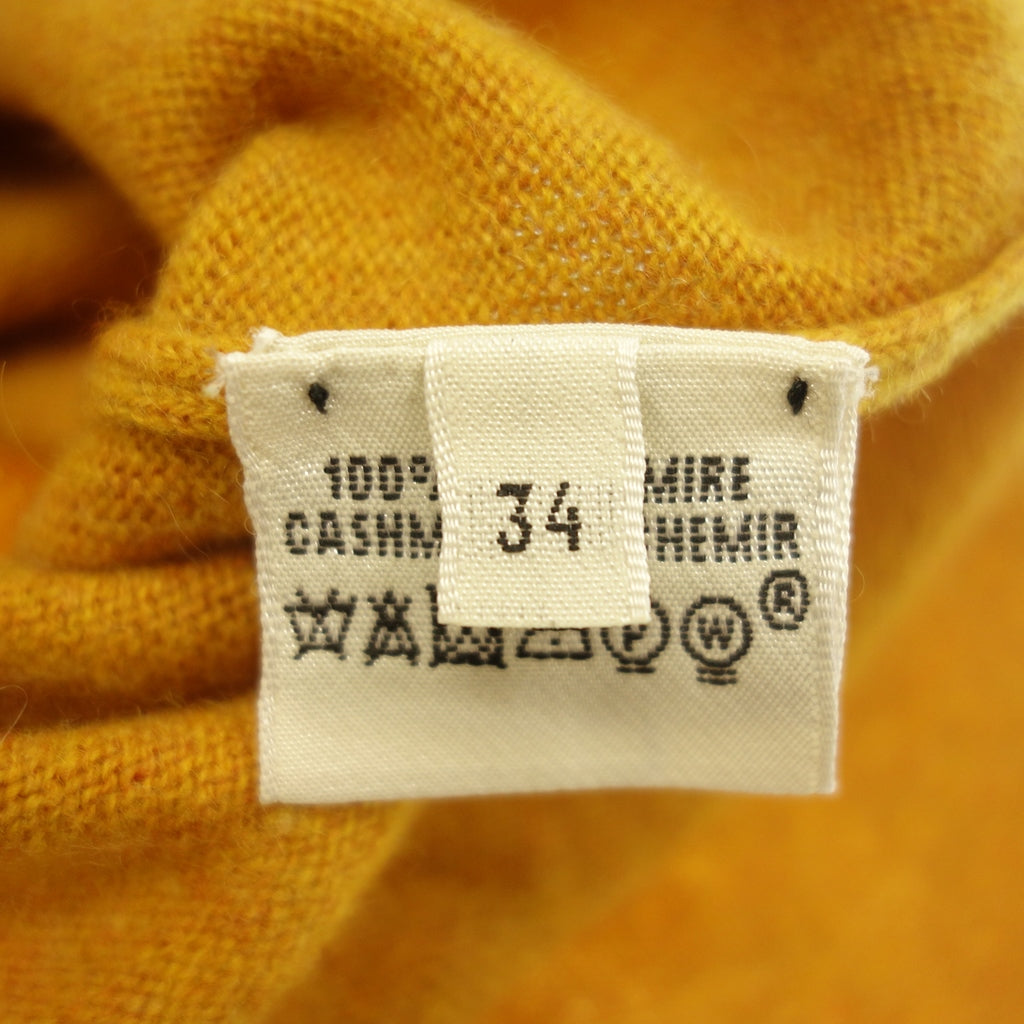 100% MIRE
CASHM HEMIR
34
P W ®